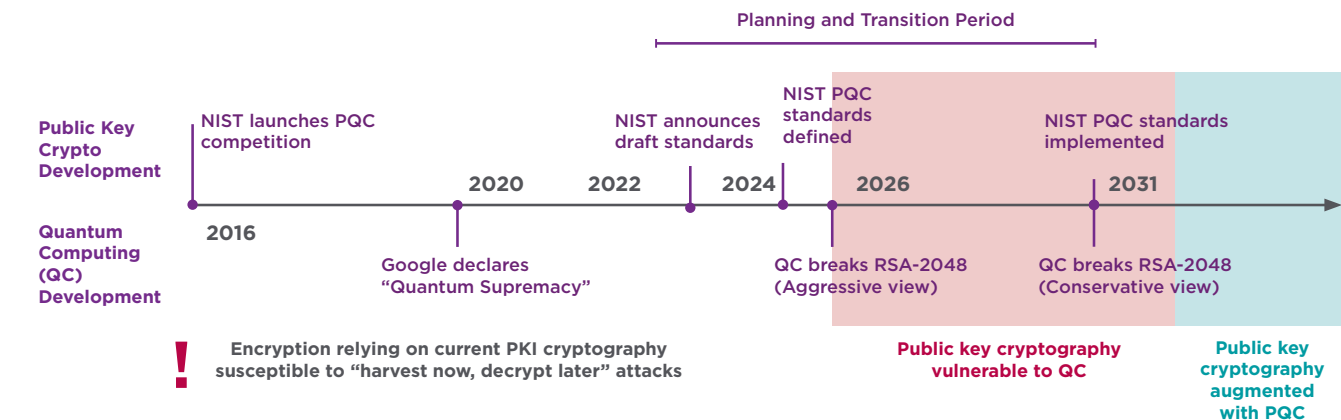 Planning and Transition Period
Public Key
Crypto
Development
NIST launches PQC
competition
NIST announces
draft standards
NIST PQC
standards
defined
NIST PQC standards
implemented
2020
2022
2024
2026
2031
2016
Quantum
Computing
(QC)
Development
Google declares
“Quantum Supremacy”
QC breaks RSA-2048
(Aggressive view)
QC breaks RSA-2048
(Conservative view)
!
Encryption relying on current PKI cryptography
susceptible to “harvest now, decrypt later” attacks
Public key cryptography
vulnerable to QC
Public key
cryptography
augmented
with PQC